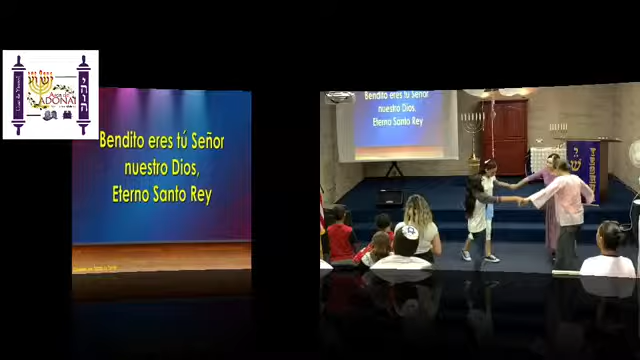 ADONAI
Bendito eres tú Señor
nuestro Dios,
Eterno Santo Rey
Bendito eres tú Señor
nuestro Dios,
Eterno Santo Rey